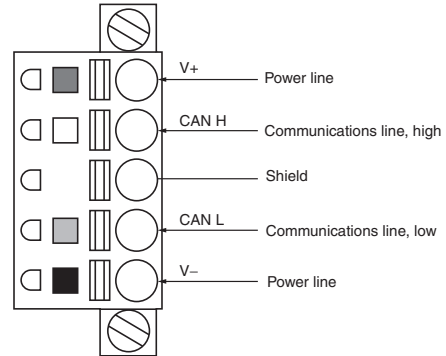 V+
Power line
CAN H
Communications line, high
Shield
CAN L
Communications line, low
V–
Power line